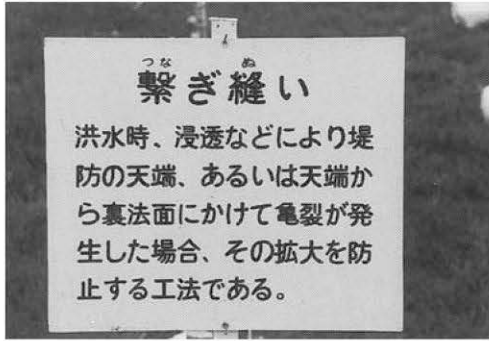 つな ぬ
繋ぎ縫い
洪水時、浸透などにより堤
防の天端、あるいは天端か
ら裏法面にかけて亀裂が発
生した場合、その拡大を防
止する工法である。